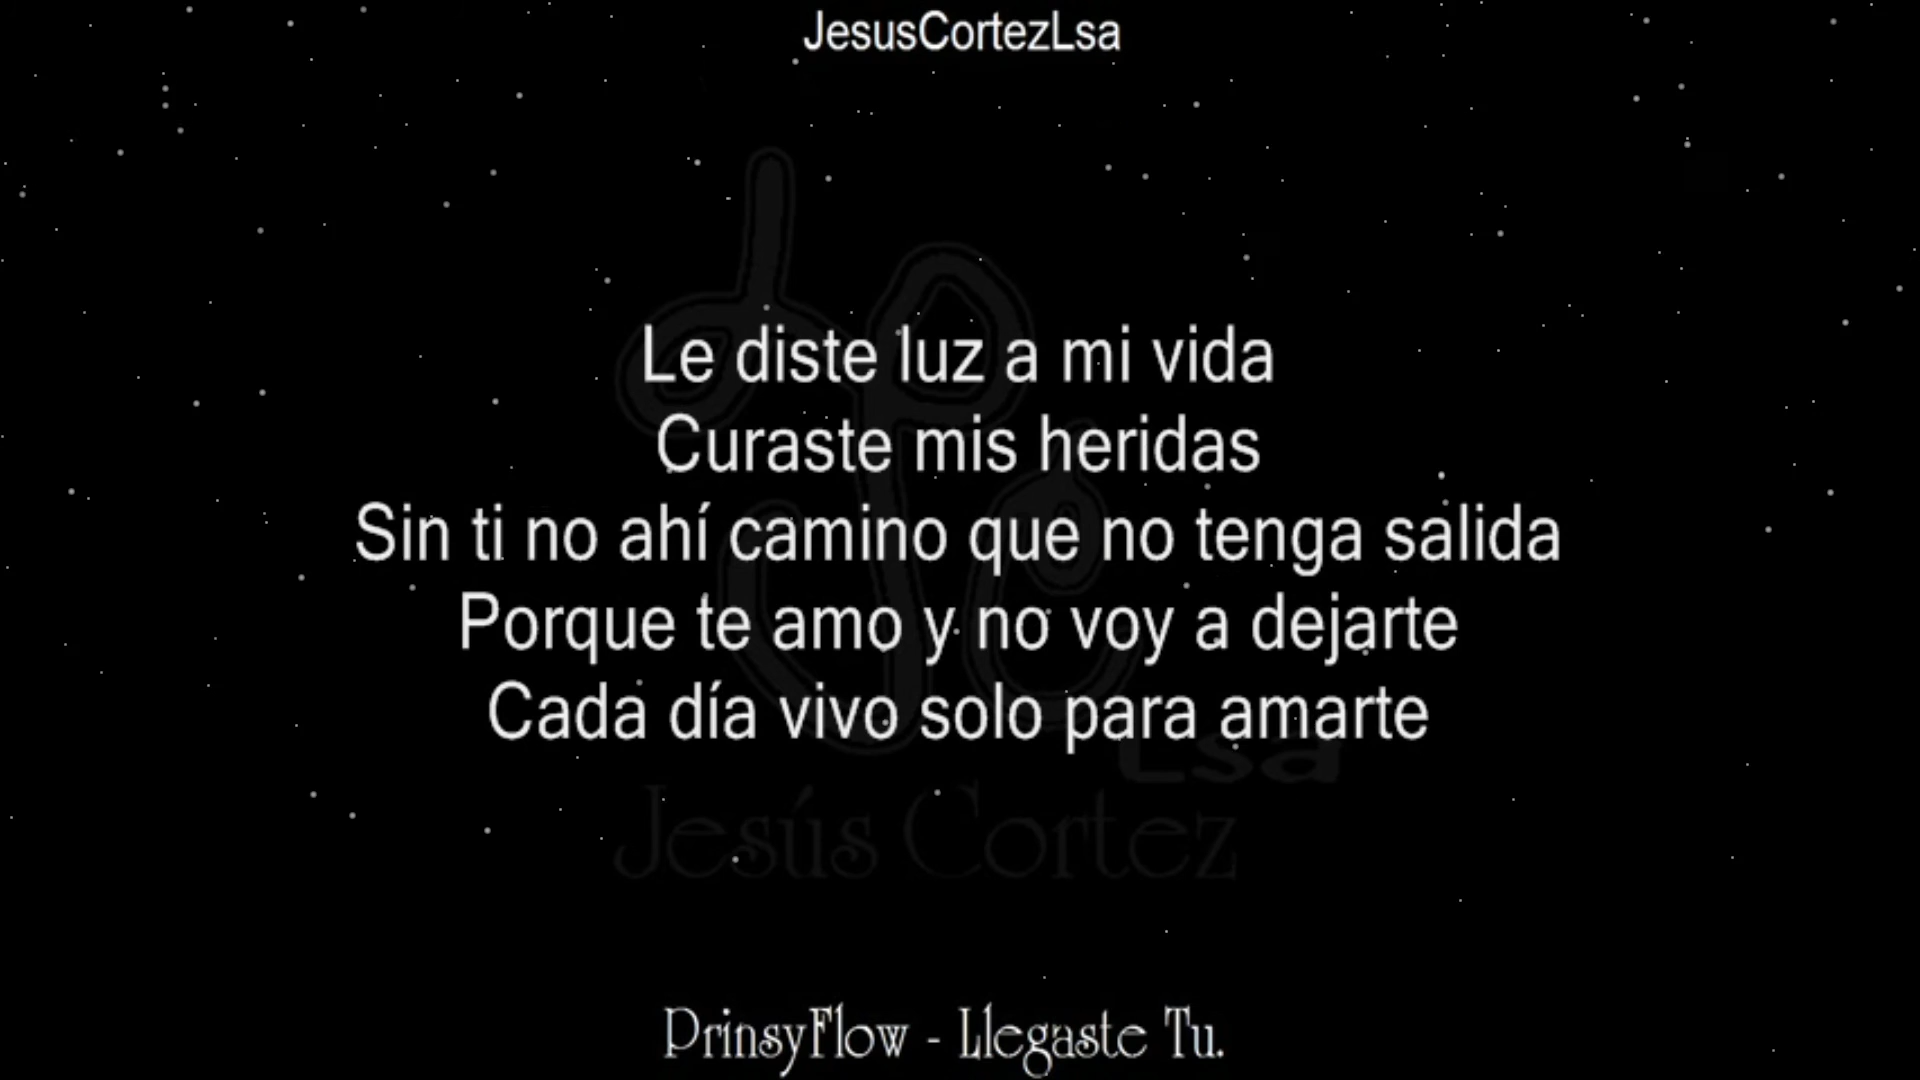 JesusCortezLsa
Le diste luz a mi vida
Curaste mis heridas
Sin ti no ahí camino que no tenga salida
Porque te amo y no voy a dejarte
Cada día vivo solo para amarte
Lsa
Jesús Cortez
PrinsyFlow - Llegaste Tu.